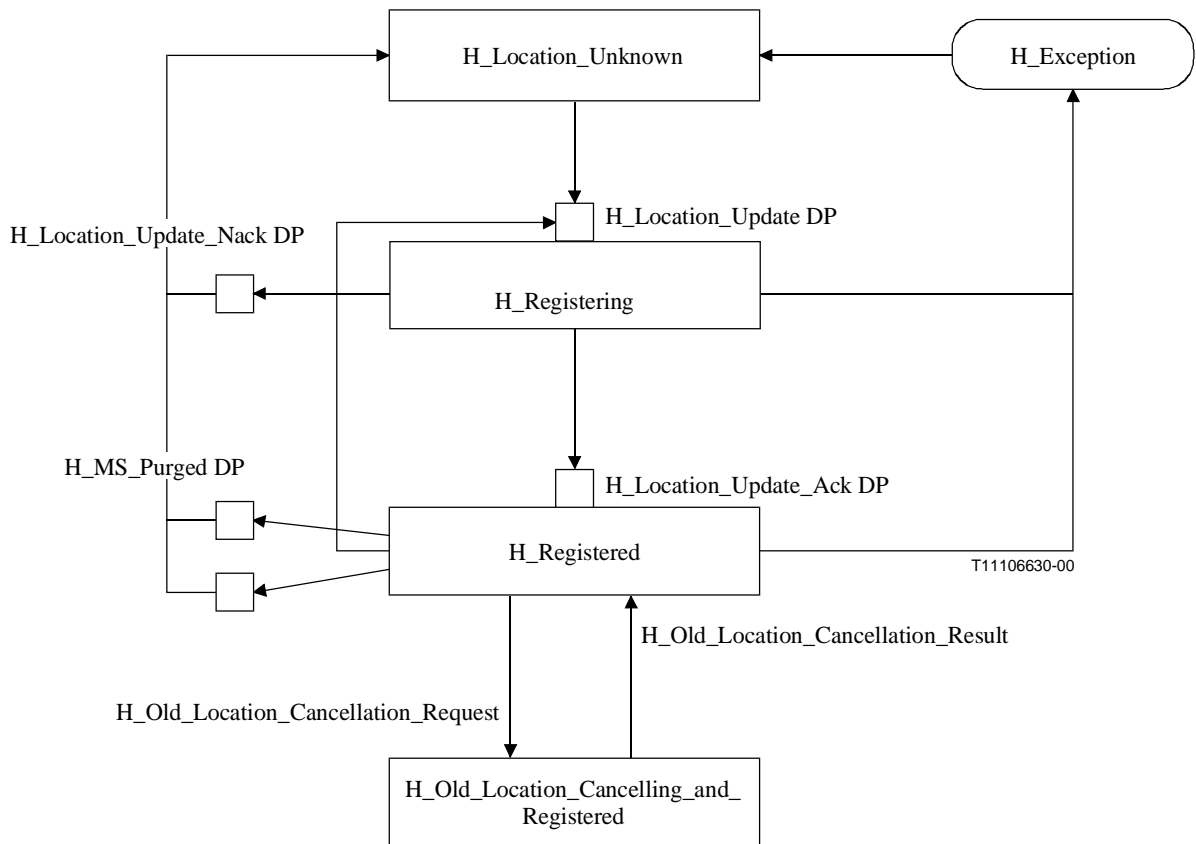 H_Location_Unknown
H_Exception
H_Location_Update DP
H_Location_Update_Nack DP
H_Registering
H_MS_Purged DP
H_Location_Update_Ack DP
H_Registered
T11106630-00
H_Old_Location_Cancellation_Result
H_Old_Location_Cancellation_Request
H_Old_Location_Cancelling_and_
Registered